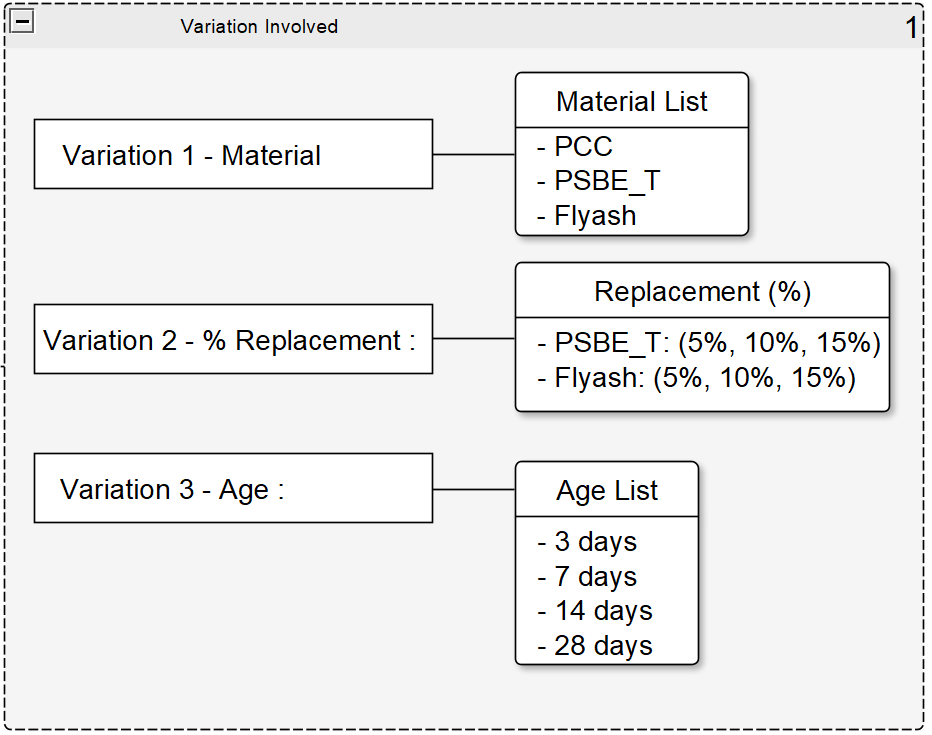 Variation Involved
1
Variation 1 - Material
Material List
- PCC
- PSBE_T
- Flyash
Variation 2 - % Replacement :
Replacement (%)
- PSBE_T: (5%, 10%, 15%)
- Flyash: (5%, 10%, 15%)
Variation 3 - Age :
Age List
- 3 days
- 7 days
- 14 days
- 28 days